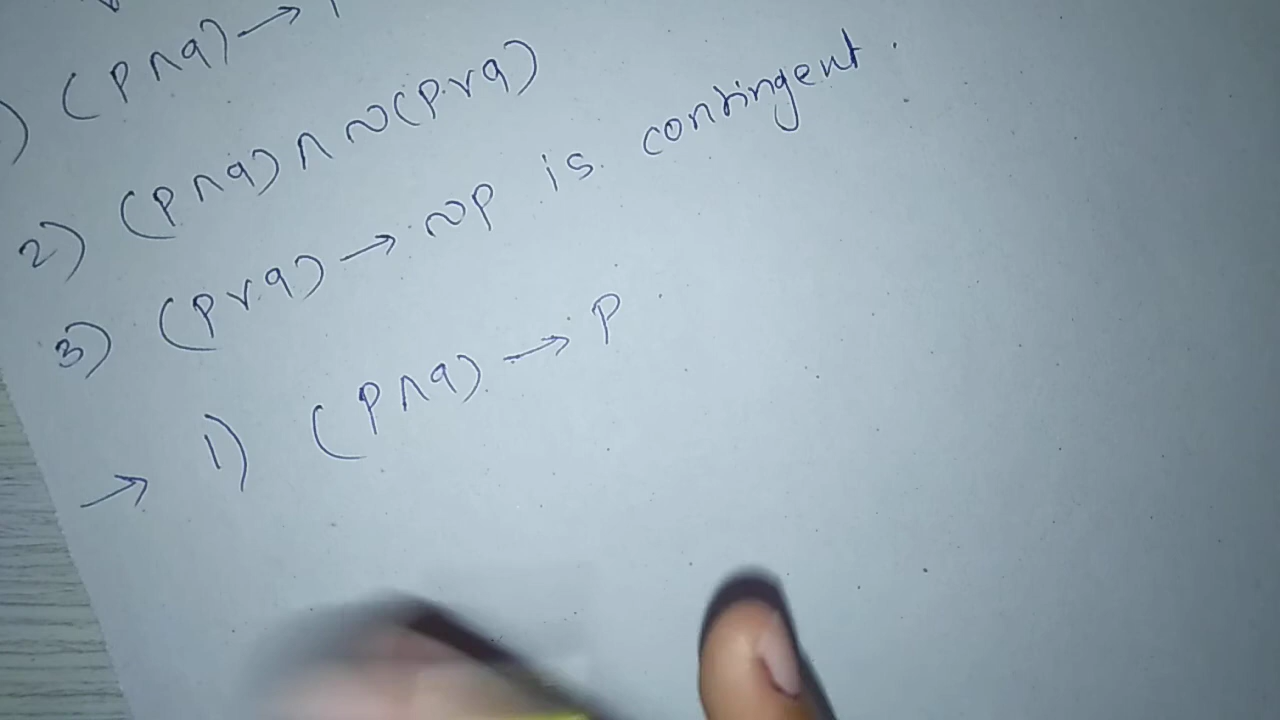 ) (p∧q) →
2) (p∧q) ∧ ~(p∨q)
3) (p∨q) → ~p is contingent.
→ 1) (p∧q) → p